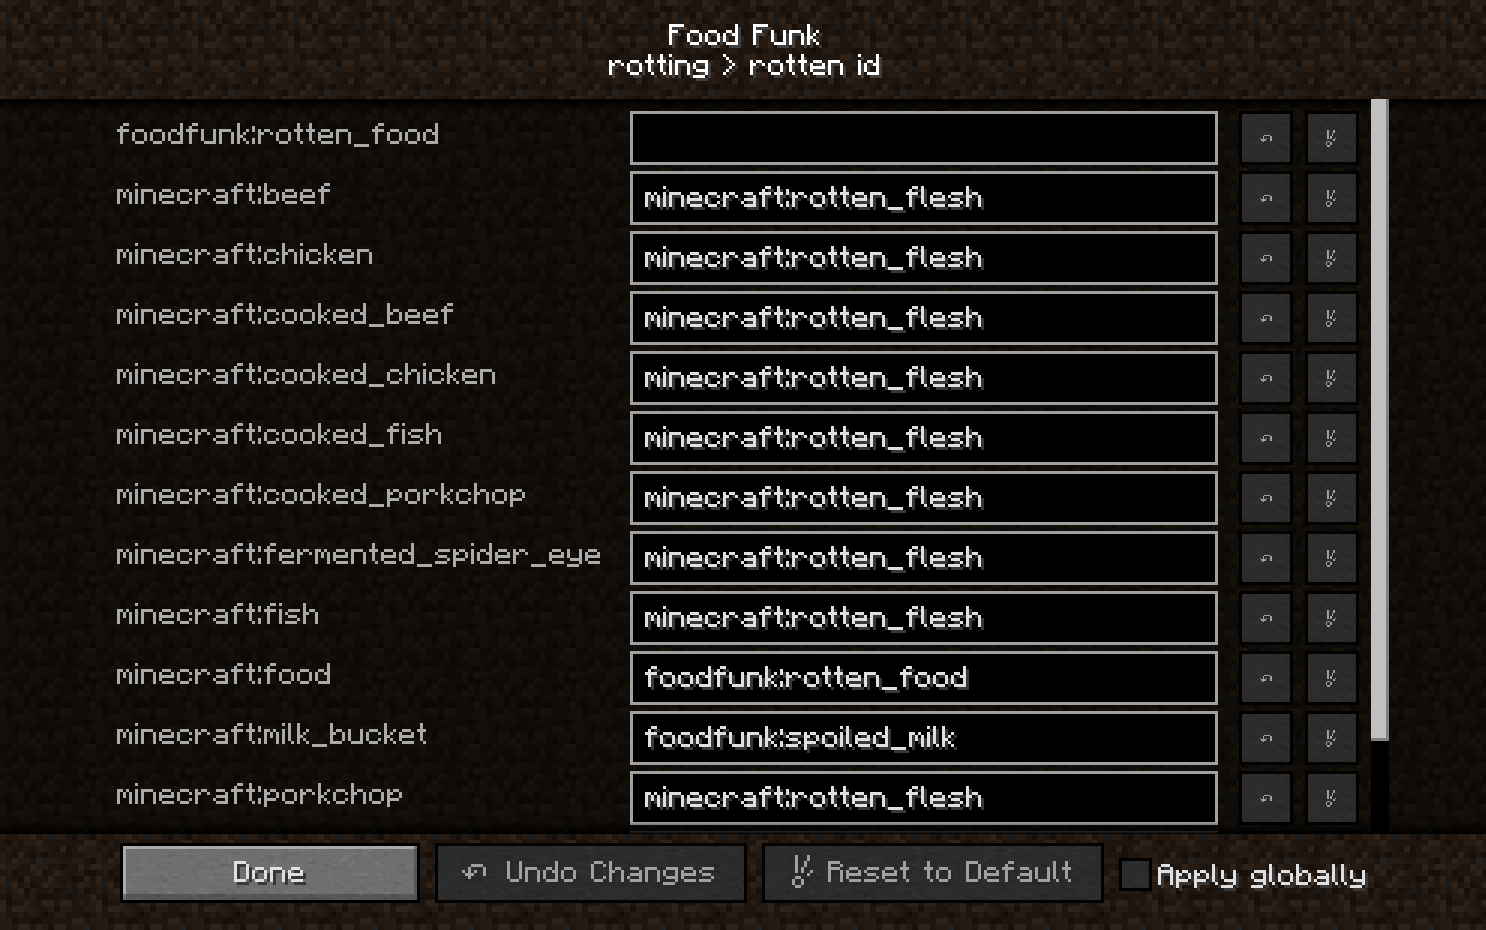 Food Funk
rotting > rotten id
foodfunk:rotten_food
minecraft:beef minecraft:rotten_flesh
minecraft:chicken minecraft:rotten_flesh
minecraft:cooked_beef minecraft:rotten_flesh
minecraft:cooked_chicken minecraft:rotten_flesh
minecraft:cooked_fish minecraft:rotten_flesh
minecraft:cooked_porkchop minecraft:rotten_flesh
minecraft:fermented_spider_eye minecraft:rotten_flesh
minecraft:fish minecraft:rotten_flesh
minecraft:food foodfunk:rotten_food
minecraft:milk_bucket foodfunk:spoiled_milk
minecraft:porkchop minecraft:rotten_flesh
Done Undo Changes Reset to Default Apply globally